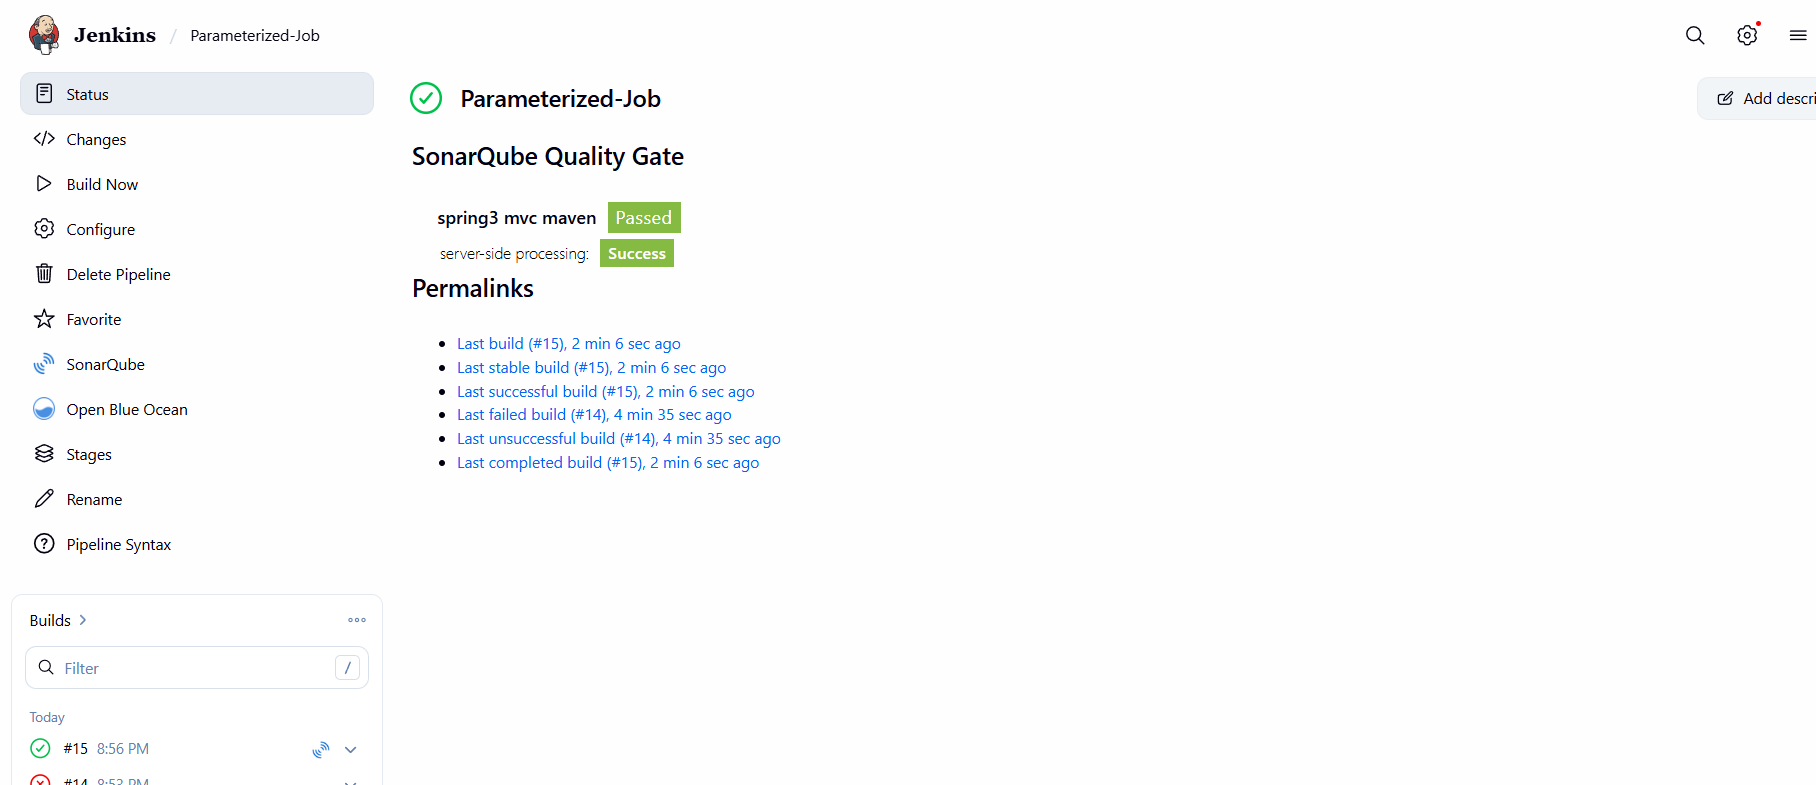 Jenkins / Parameterized-Job
Status
Changes
Build Now
Configure
Delete Pipeline
Favorite
SonarQube
Open Blue Ocean
Stages
Rename
Pipeline Syntax
Builds
Filter /
Today
#15 8:56 PM
#14 8:53 PM
Parameterized-Job
Add descri
SonarQube Quality Gate
spring3 mvc maven Passed
server-side processing: Success
Permalinks
Last build (#15), 2 min 6 sec ago
Last stable build (#15), 2 min 6 sec ago
Last successful build (#15), 2 min 6 sec ago
Last failed build (#14), 4 min 35 sec ago
Last unsuccessful build (#14), 4 min 35 sec ago
Last completed build (#15), 2 min 6 sec ago